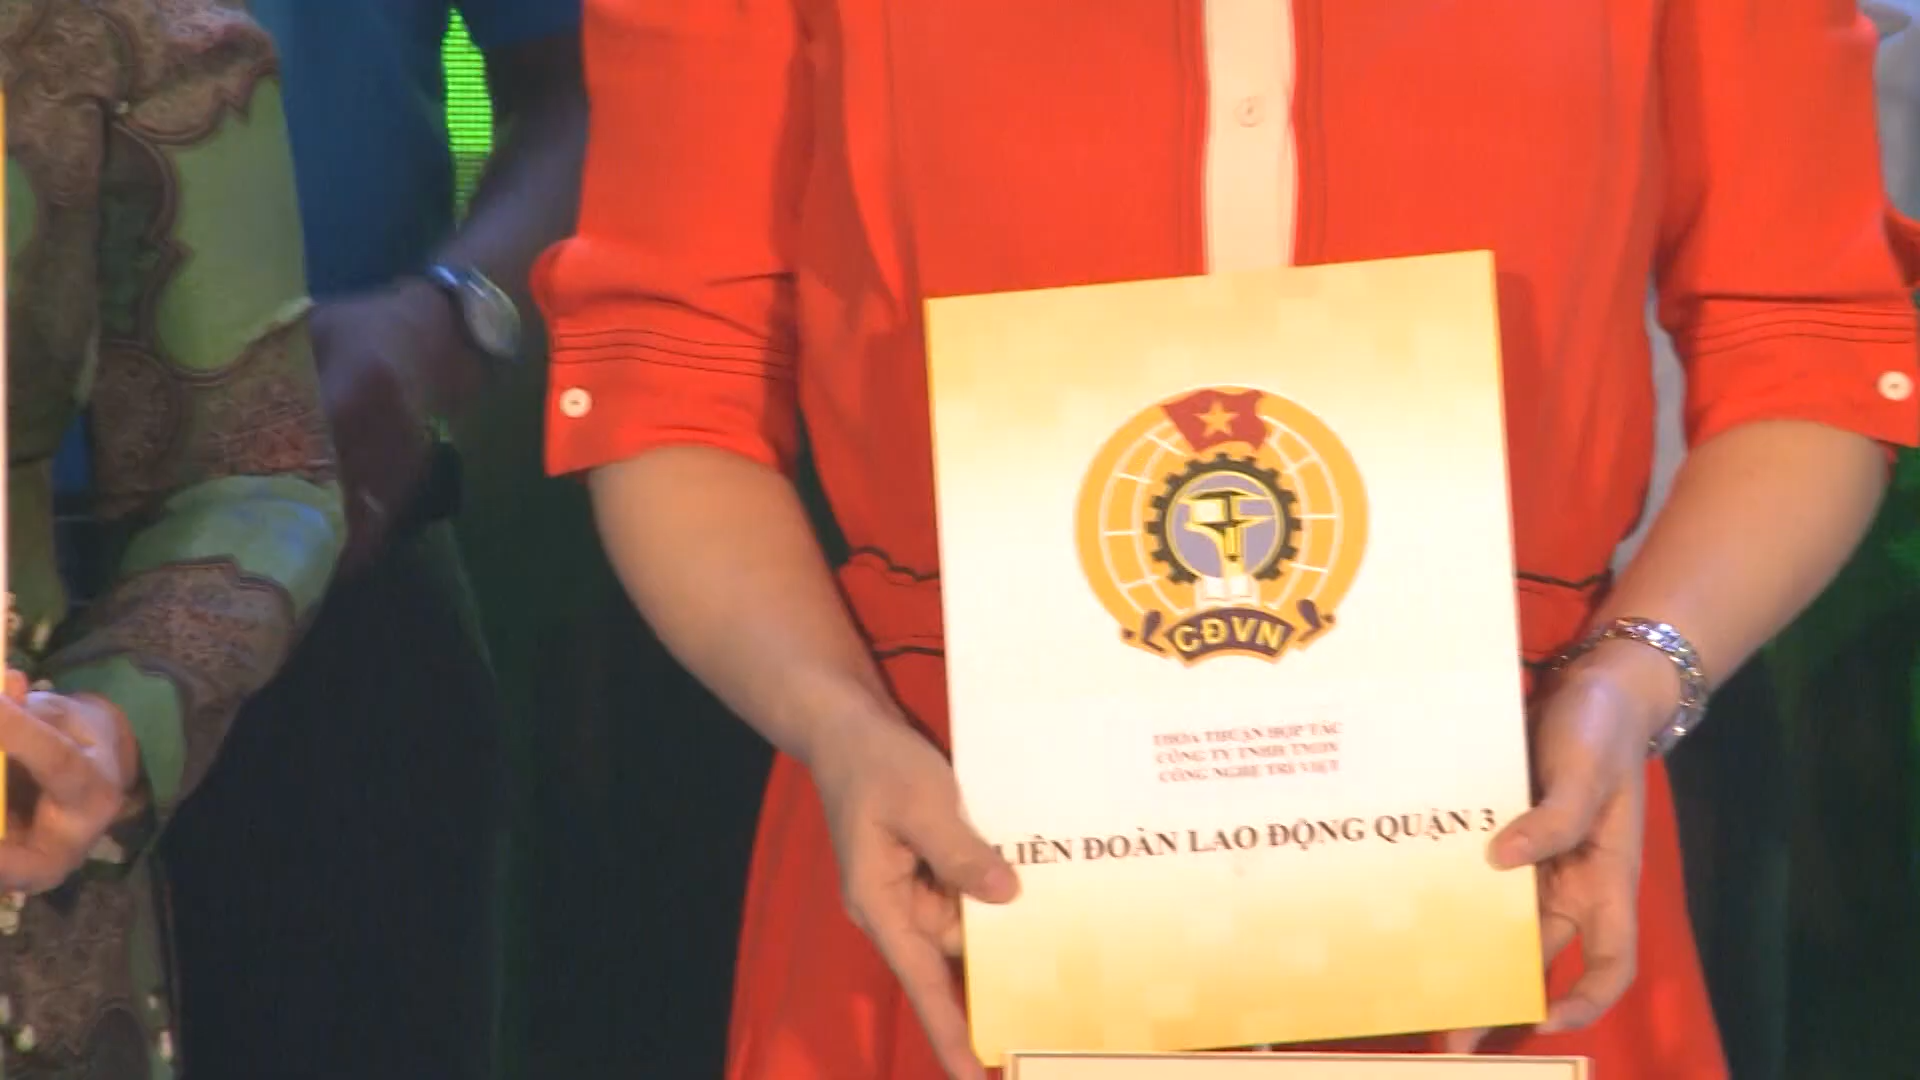 CĐVN
THỎA THUẬN HỢP TÁC
CÔNG TY TNHH TMDV
CÔNG NGHỆ TRÍ VIỆT
LIÊN ĐOÀN LAO ĐỘNG QUẬN 3